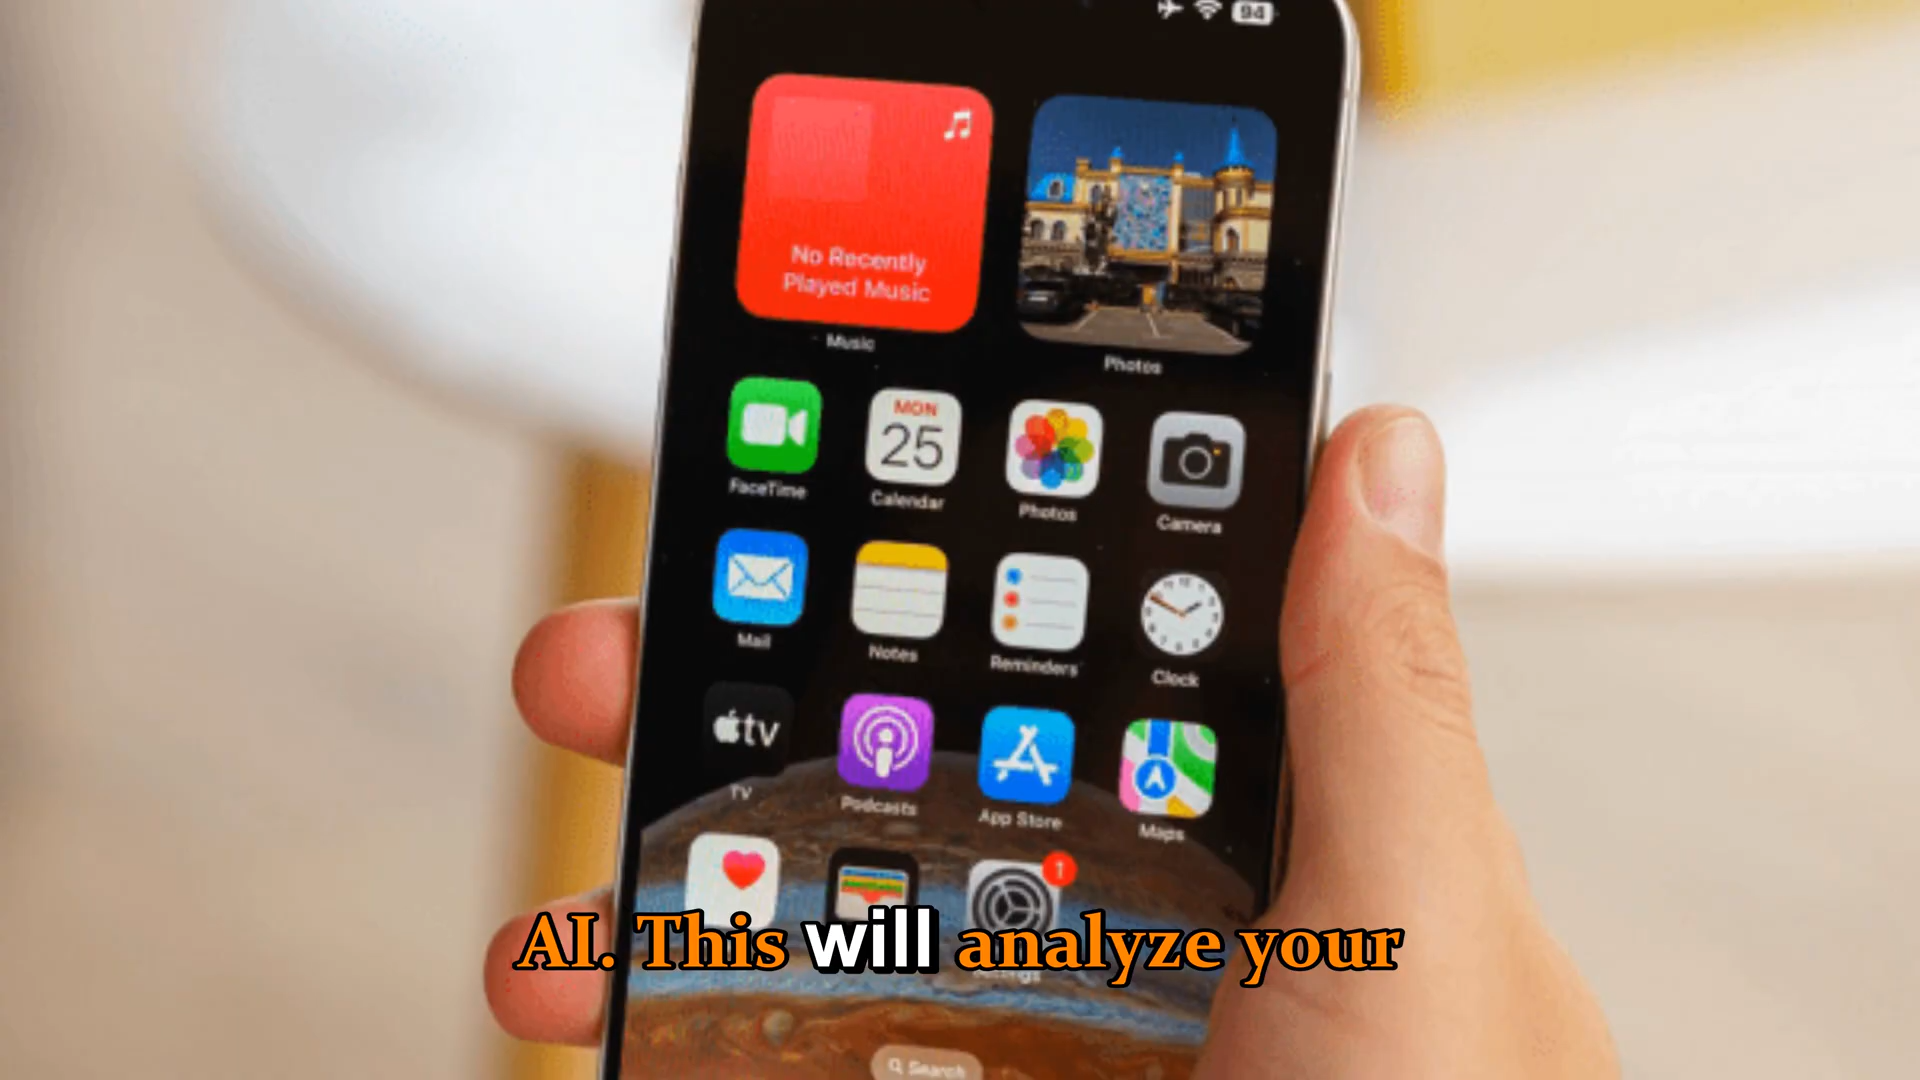 94
No Recently
Played Music
Music
Photos
MON
25
FaceTime
Calendar
Photos
Camera
Mail
Notes
Reminders
Clock
tv
TV
Podcasts
App Store
Maps
1
AI. This will analyze your
Search